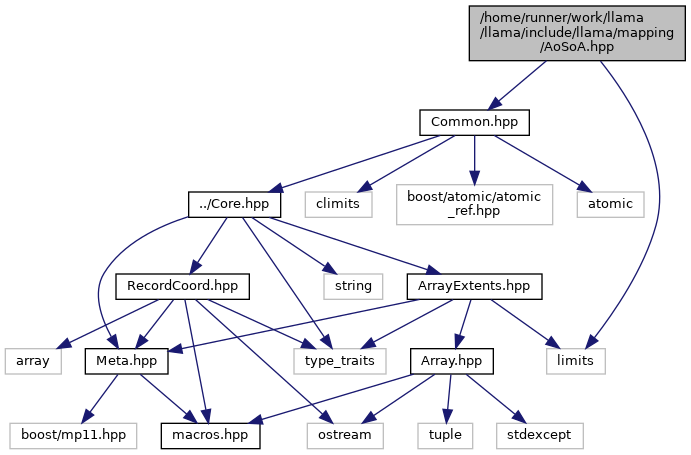 /home/runner/work/llama
/llama/include/llama/mapping
/AoSoA.hpp
Common.hpp
../Core.hpp
climits
boost/atomic/atomic
_ref.hpp
atomic
RecordCoord.hpp
string
ArrayExtents.hpp
array
Meta.hpp
type_traits
Array.hpp
limits
boost/mp11.hpp
macros.hpp
ostream
tuple
stdexcept